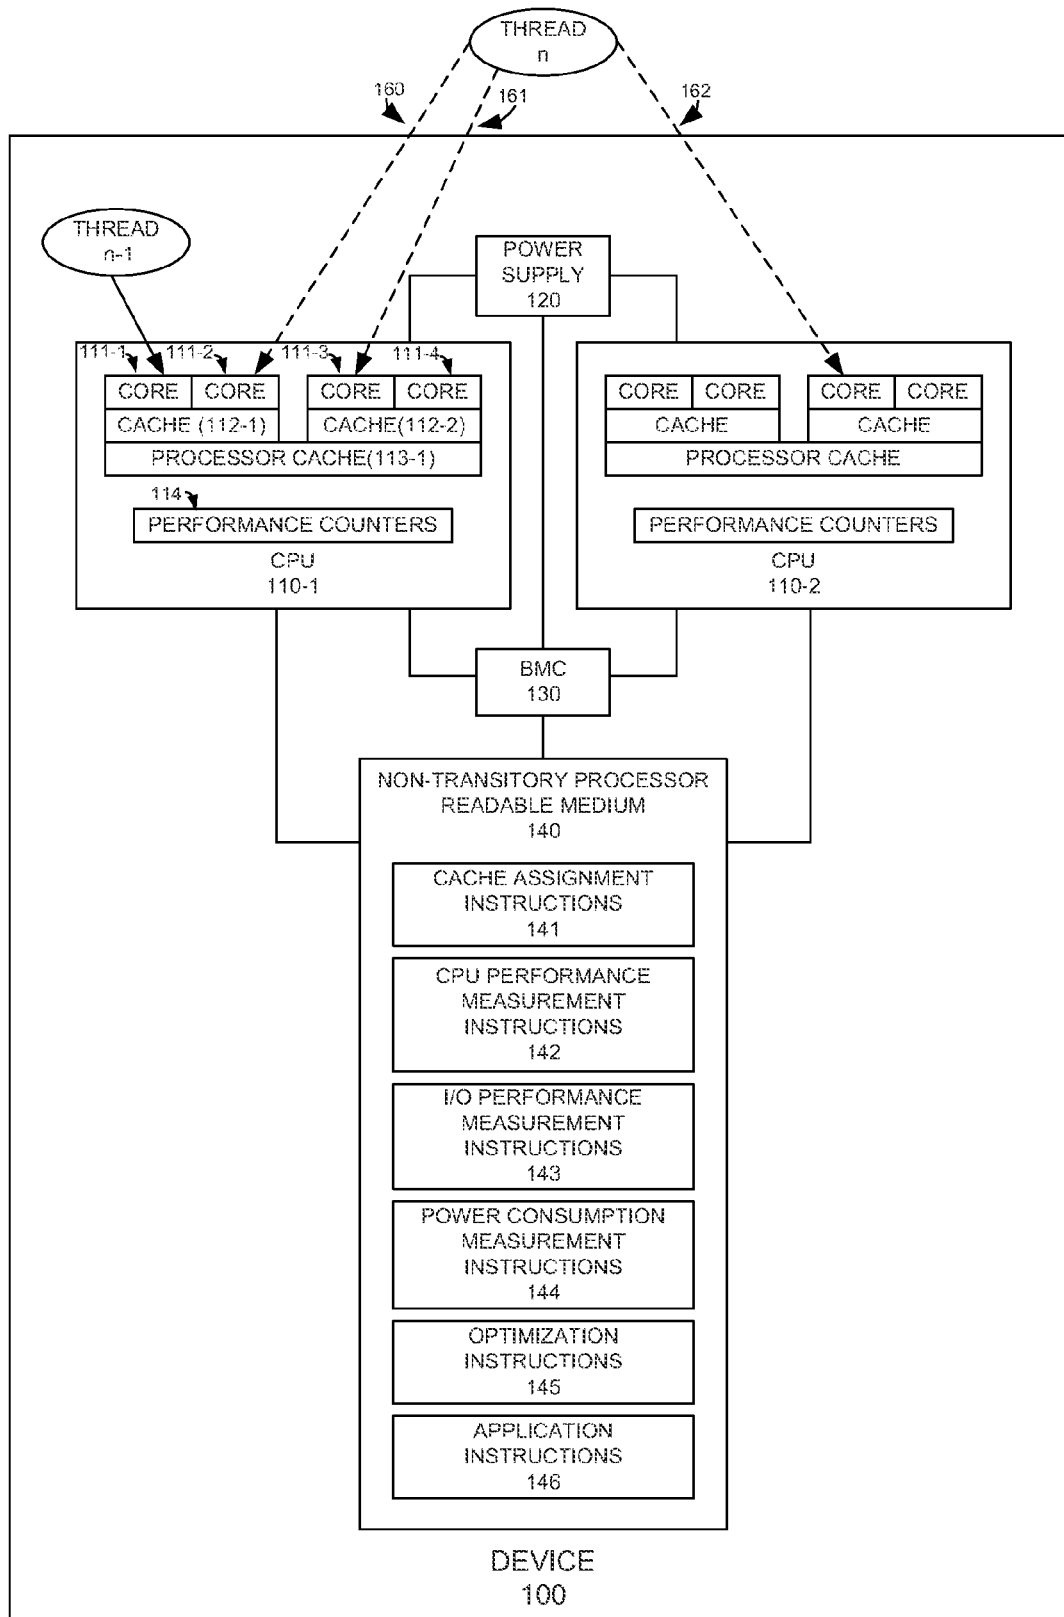 THREAD
n
160
161
162
THREAD
n-1
POWER
SUPPLY
120
111-1
111-2
111-3
111-4
CORE
CORE
CORE
CORE
CACHE (112-1)
CACHE(112-2)
PROCESSOR CACHE(113-1)
114
PERFORMANCE COUNTERS
CPU
110-1
CORE
CORE
CORE
CORE
CACHE
CACHE
PROCESSOR CACHE
PERFORMANCE COUNTERS
CPU
110-2
BMC
130
NON-TRANSITORY PROCESSOR
READABLE MEDIUM
140
CACHE ASSIGNMENT
INSTRUCTIONS
141
CPU PERFORMANCE
MEASUREMENT
INSTRUCTIONS
142
I/O PERFORMANCE
MEASUREMENT
INSTRUCTIONS
143
POWER CONSUMPTION
MEASUREMENT
INSTRUCTIONS
144
OPTIMIZATION
INSTRUCTIONS
145
APPLICATION
INSTRUCTIONS
146
DEVICE
100